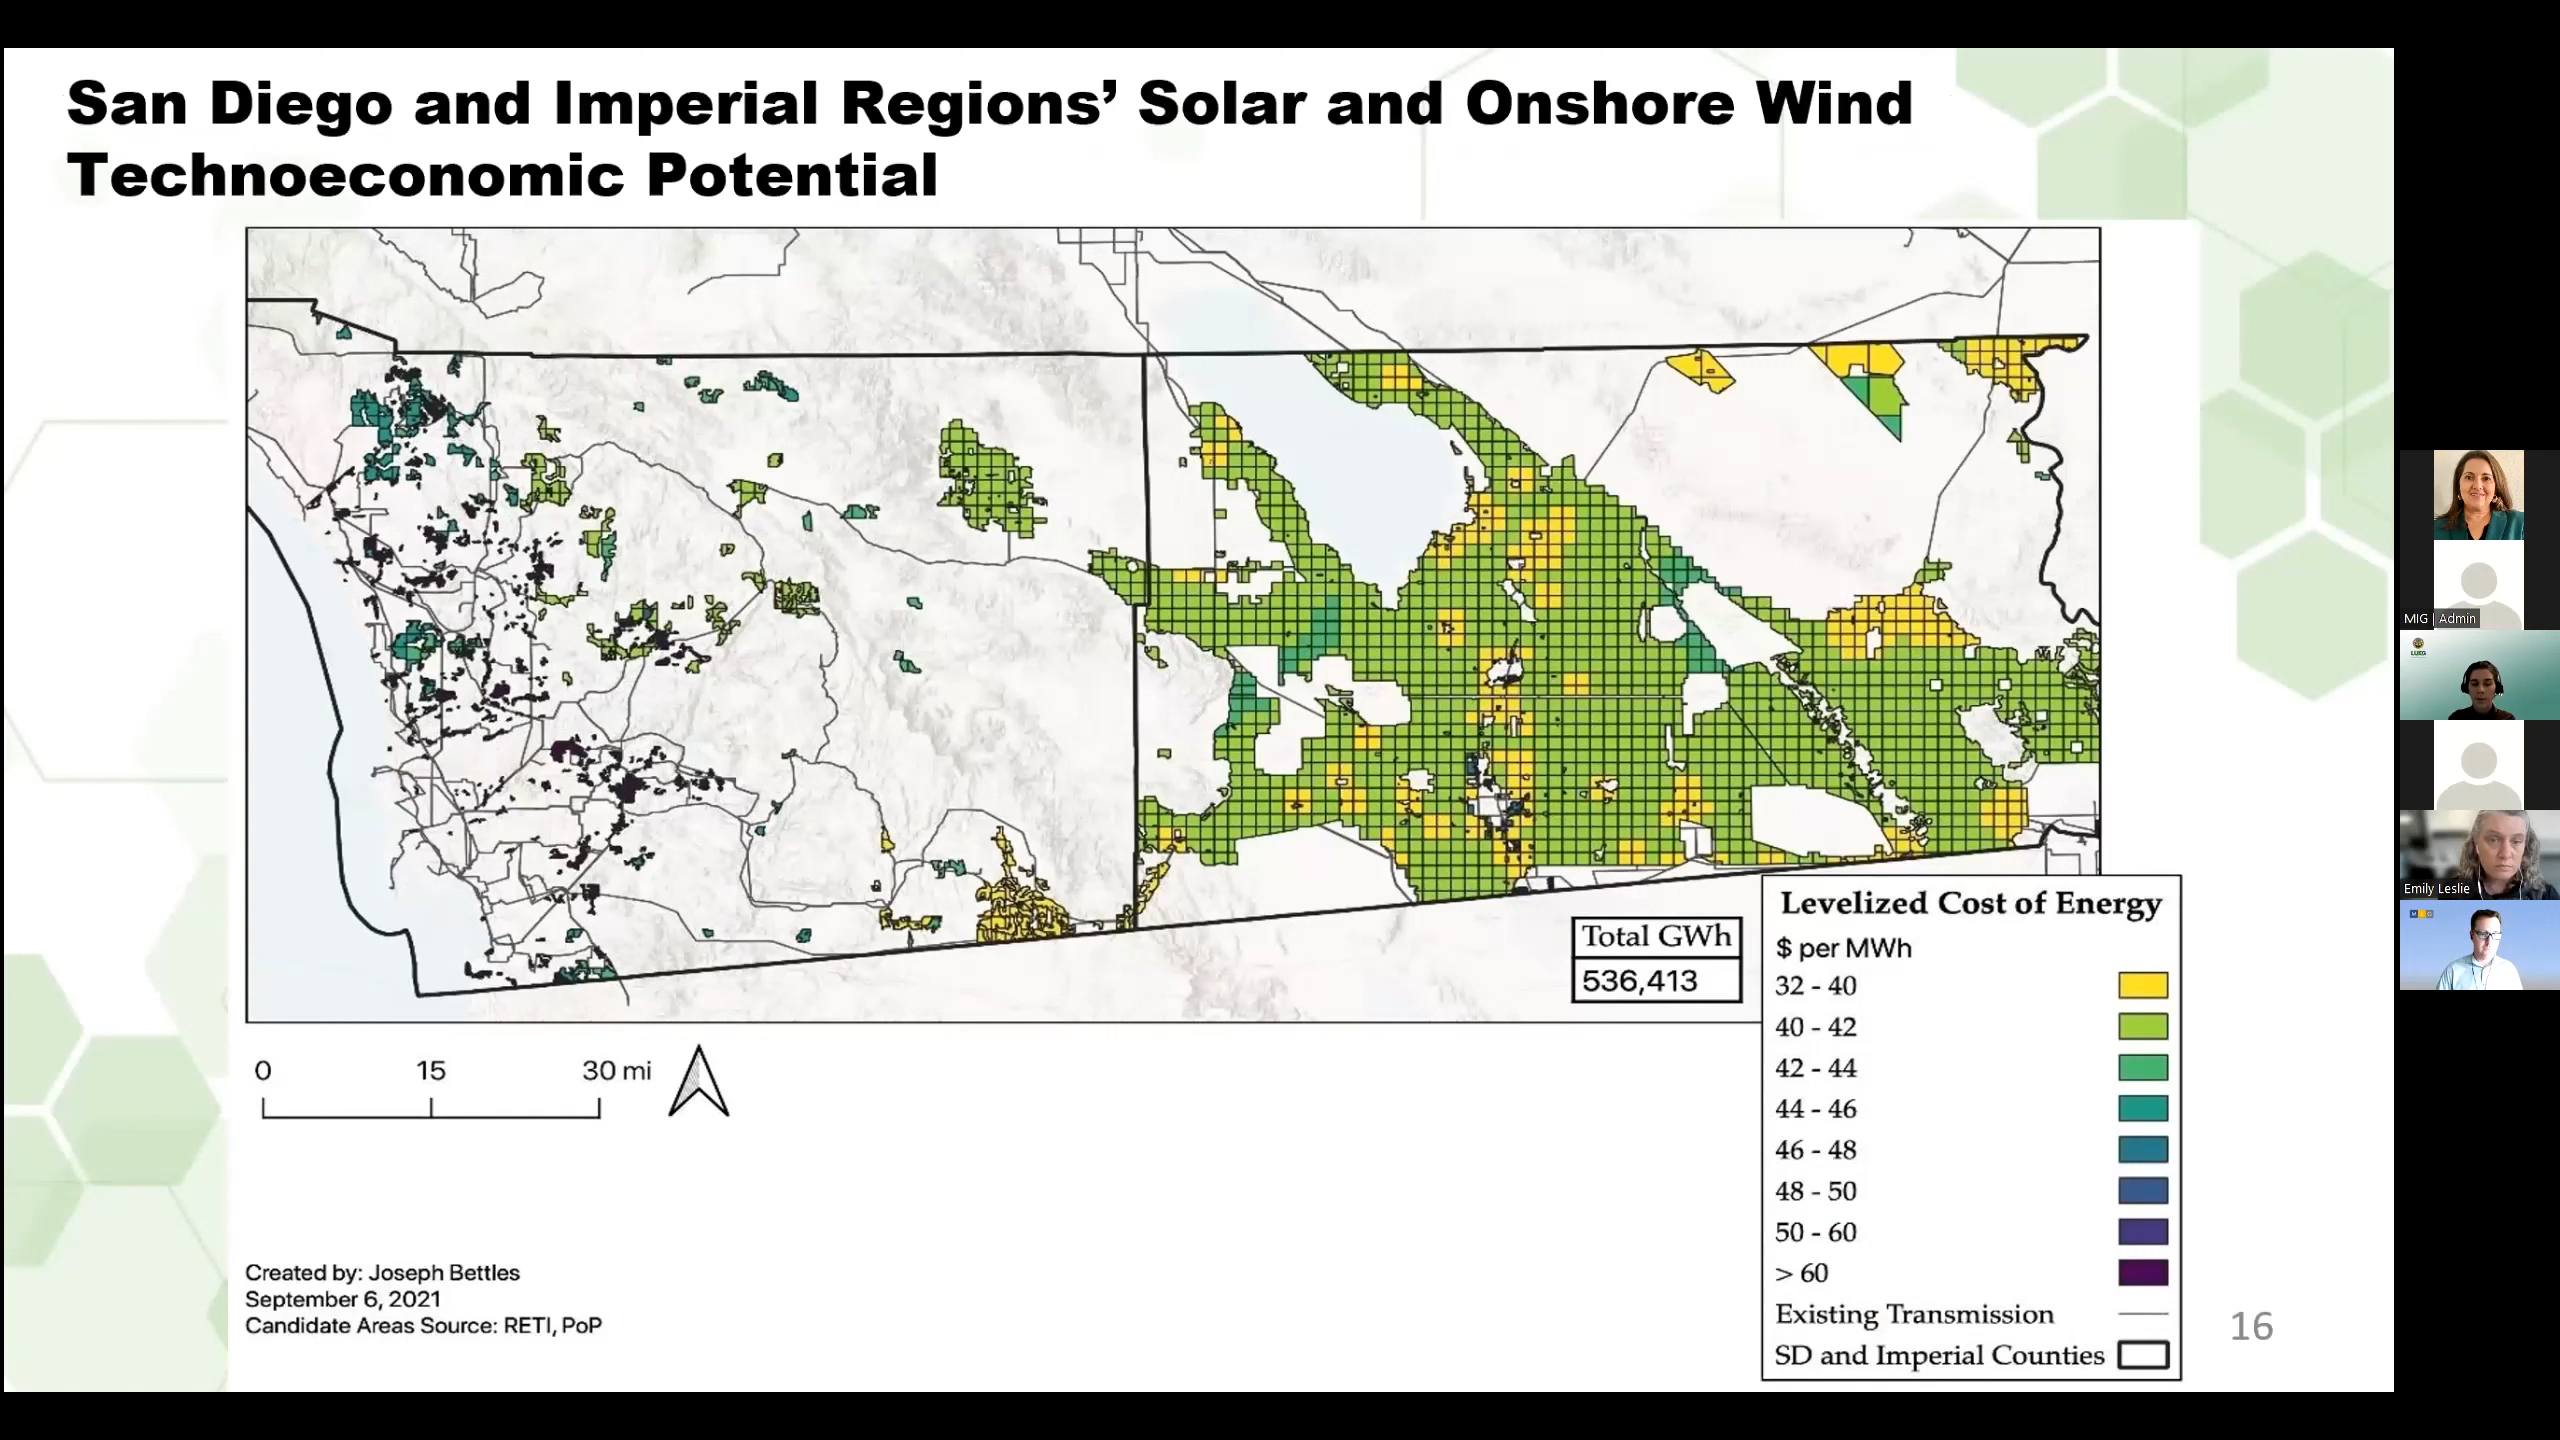 San Diego and Imperial Regions’ Solar and Onshore Wind
Technoeconomic Potential
Total GWh
536,413
Levelized Cost of Energy
$ per MWh
32 - 40
40 - 42
42 - 44
44 - 46
46 - 48
48 - 50
50 - 60
> 60
Existing Transmission
SD and Imperial Counties
0 15 30 mi
Created by: Joseph Bettles
September 6, 2021
Candidate Areas Source: RETI, PoP
16
MIG | Admin
LUEG
Emily Leslie
MIG